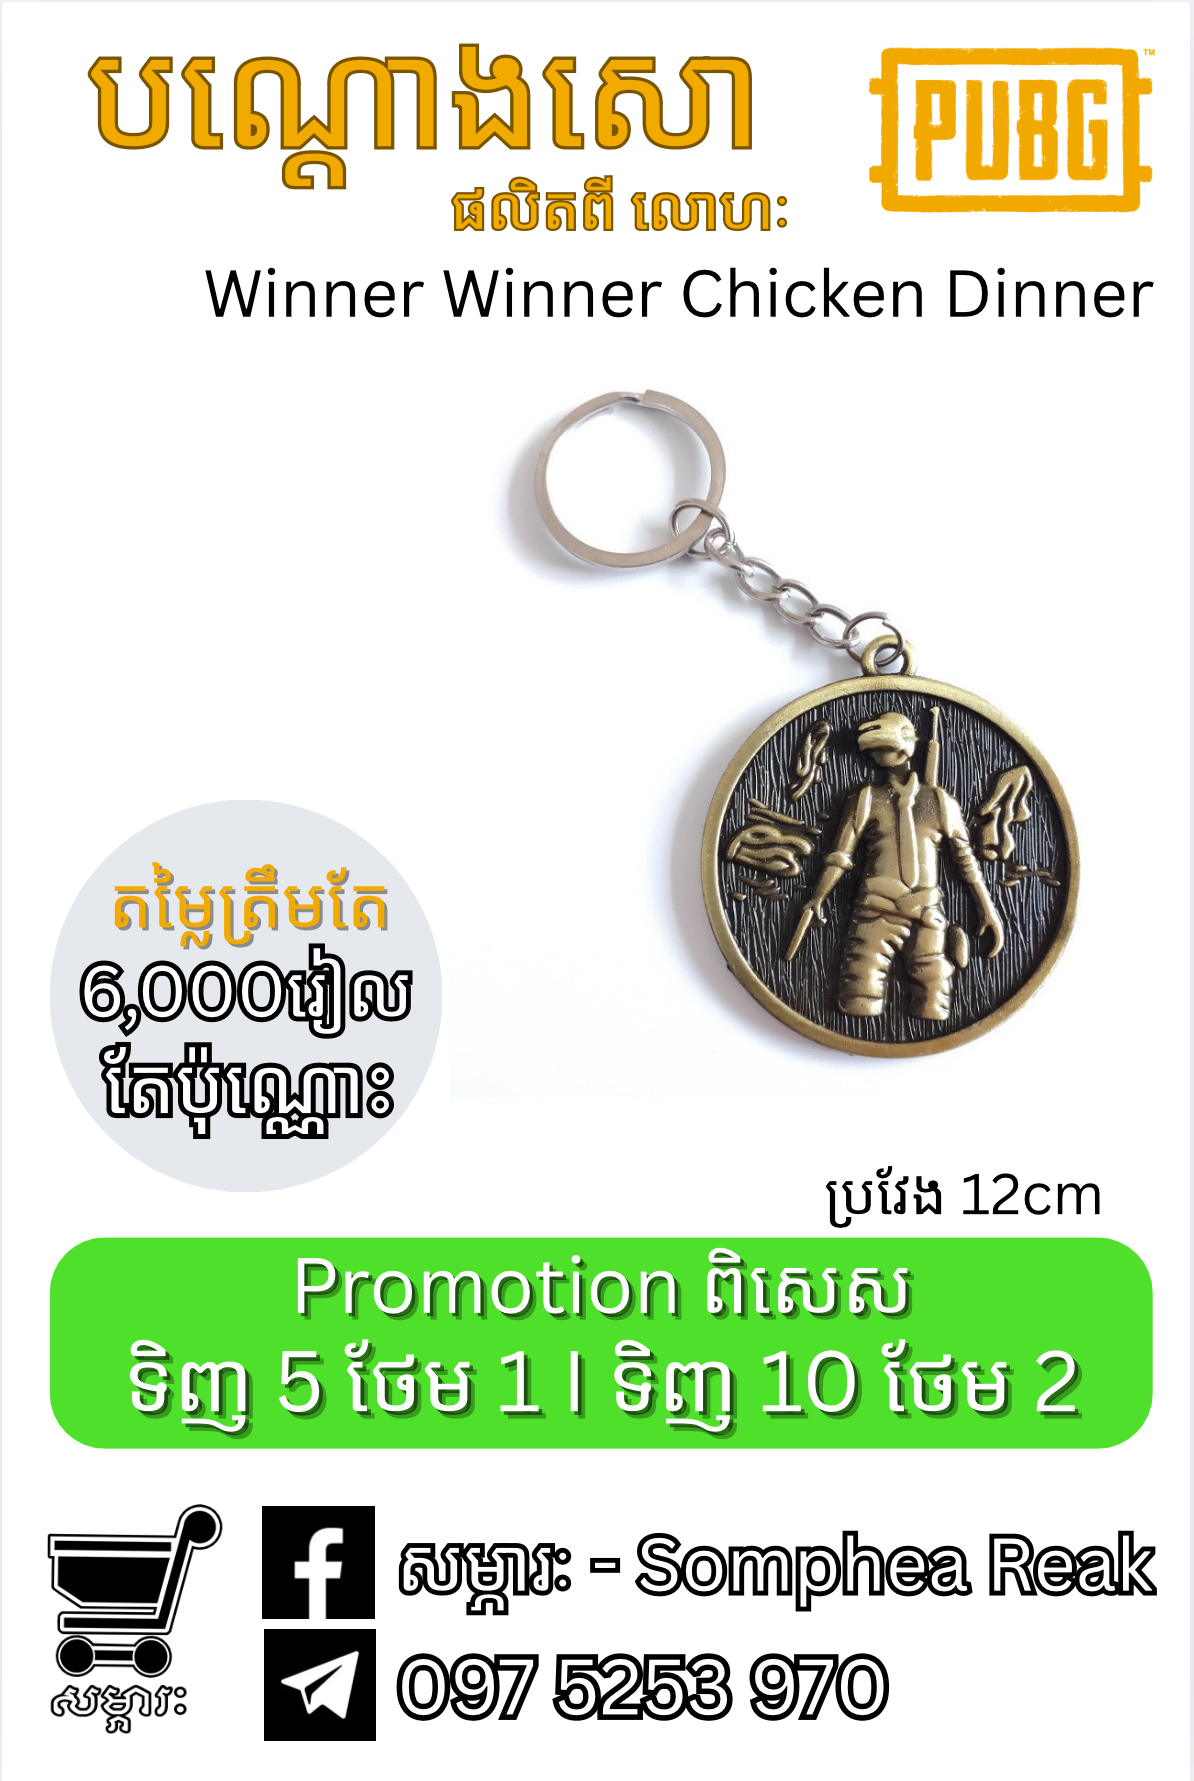 បណ្ដោងសោ
PUBG™
ផលិតពី លោហៈ
Winner Winner Chicken Dinner
តម្លៃត្រឹមតែ
6,000រៀល
តែប៉ុណ្ណោះ
ប្រវែង 12cm
Promotion ពិសេស
ទិញ 5 ថែម 1 | ទិញ 10 ថែម 2
សម្ភារៈ - Somphea Reak
097 5253 970
សម្ភារៈ